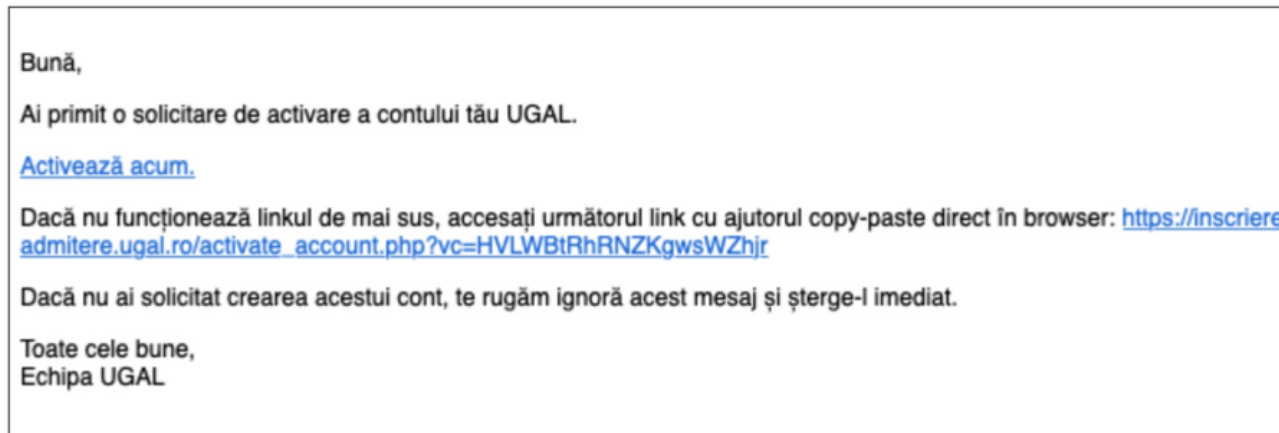 Bună,
Ai primit o solicitare de activare a contului tău UGAL.
Activează acum.
Dacă nu funcționează linkul de mai sus, accesați următorul link cu ajutorul copy-paste direct în browser: https://inscriere
admitere.ugal.ro/activate_account.php?vc=HVLWBtRhRNZKgwsWZhjr
Dacă nu ai solicitat crearea acestui cont, te rugăm ignoră acest mesaj și șterge-l imediat.
Toate cele bune,
Echipa UGAL